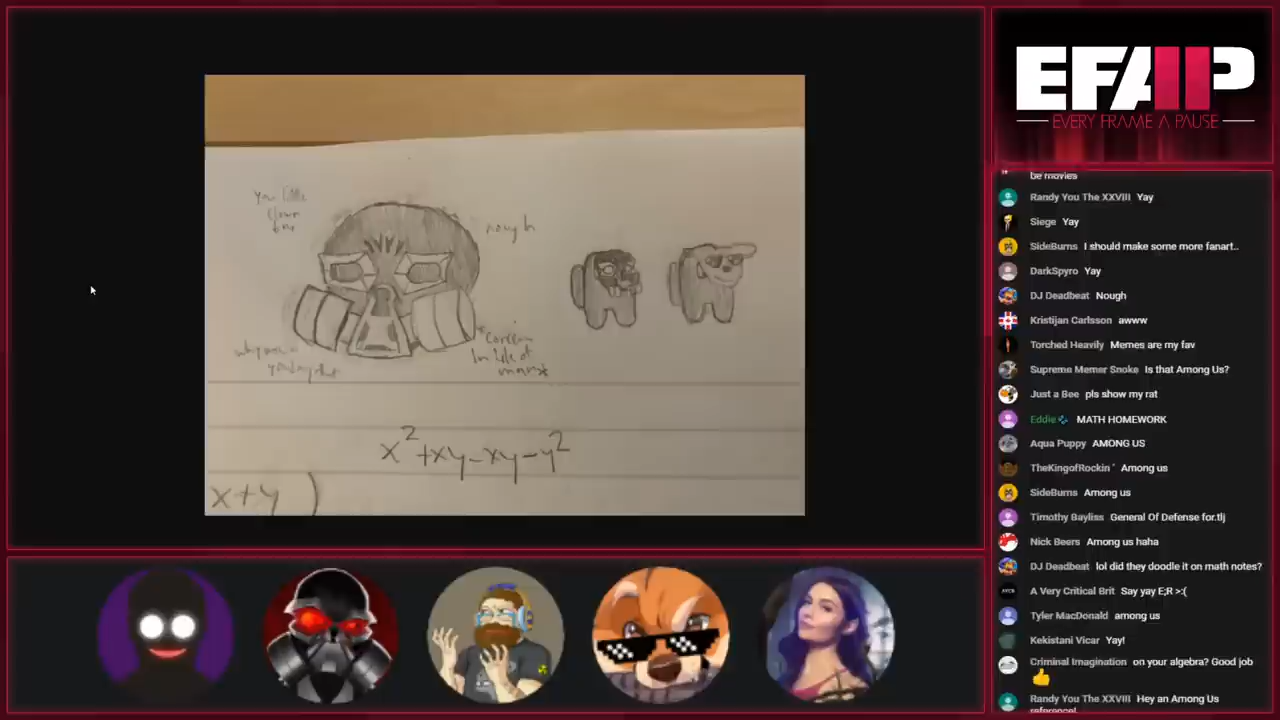 EFAP
EVERY FRAME A PAUSE
be movies
Randy You The XXVIII Yay
Siege Yay
SideBurns I should make some more fanart..
DarkSpyro Yay
DJ Deadbeat Nough
Kristijan Carlsson awww
Torched Heavily Memes are my fav
Supreme Memer Snoke Is that Among Us?
Just a Bee pls show my rat
Eddie MATH HOMEWORK
Aqua Puppy AMONG US
TheKingofRockin ' Among us
SideBurns Among us
Timothy Bayliss General Of Defense for.tlj
Nick Beers Among us haha
DJ Deadbeat lol did they doodle it on math notes?
A Very Critical Brit Say yay E;R >:(
Tyler MacDonald among us
Kekistani Vicar Yay!
Criminal Imagination on your algebra? Good job 👍
Randy You The XXVIII Hey an Among Us
reference!
you little
clown
nough
x²+xy-xy-y²
x+y )